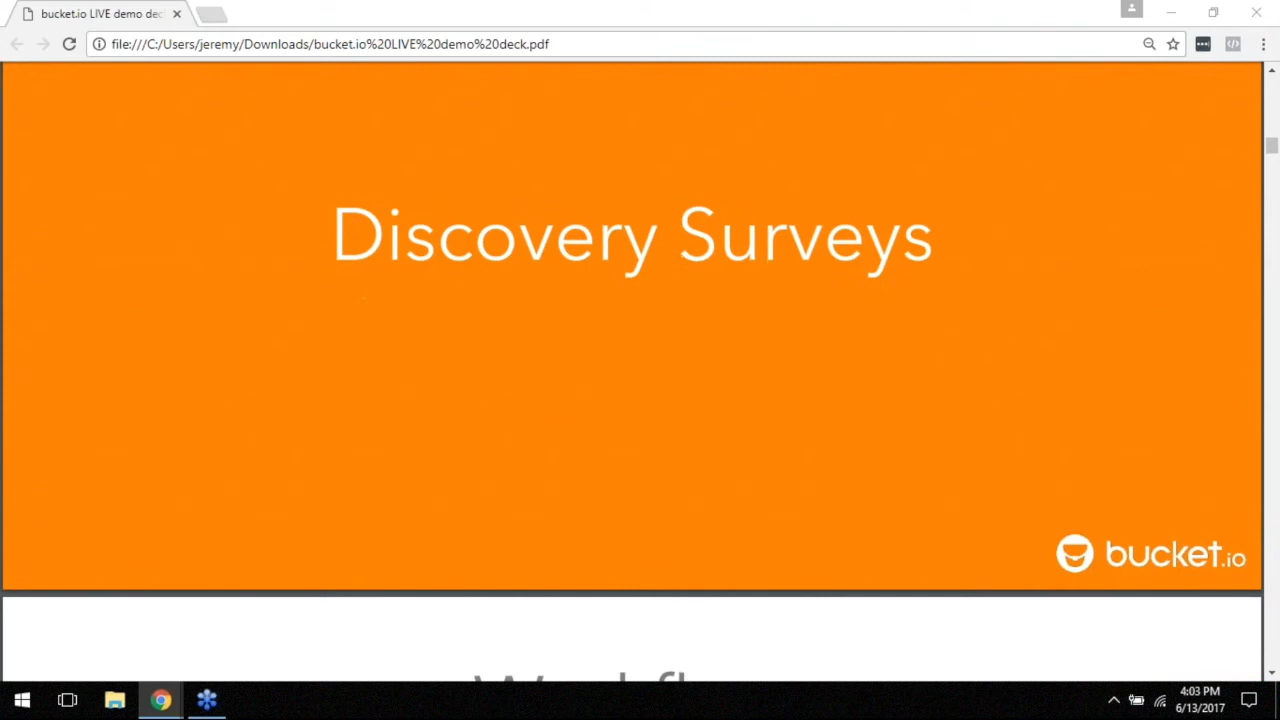 bucket.io LIVE demo dec
file:///C:/Users/jeremy/Downloads/bucket.io%20LIVE%20demo%20deck.pdf
Discovery Surveys
bucket.io
4:03 PM
6/13/2017